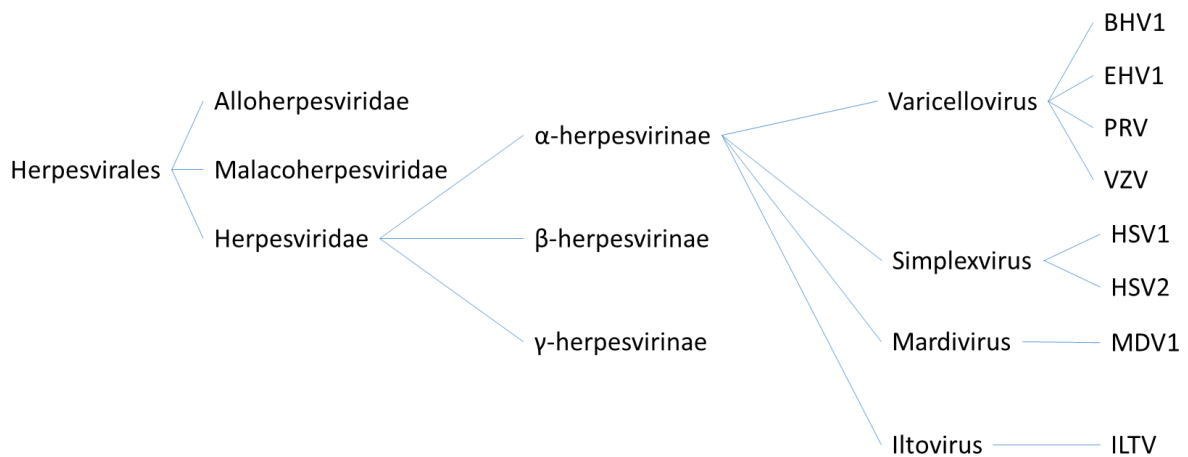 Herpesvirales
Alloherpesviridae
Malacoherpesviridae
Herpesviridae
α-herpesvirinae
β-herpesvirinae
γ-herpesvirinae
Varicellovirus
Simplexvirus
Mardivirus
Iltovirus
BHV1
EHV1
PRV
VZV
HSV1
HSV2
MDV1
ILTV